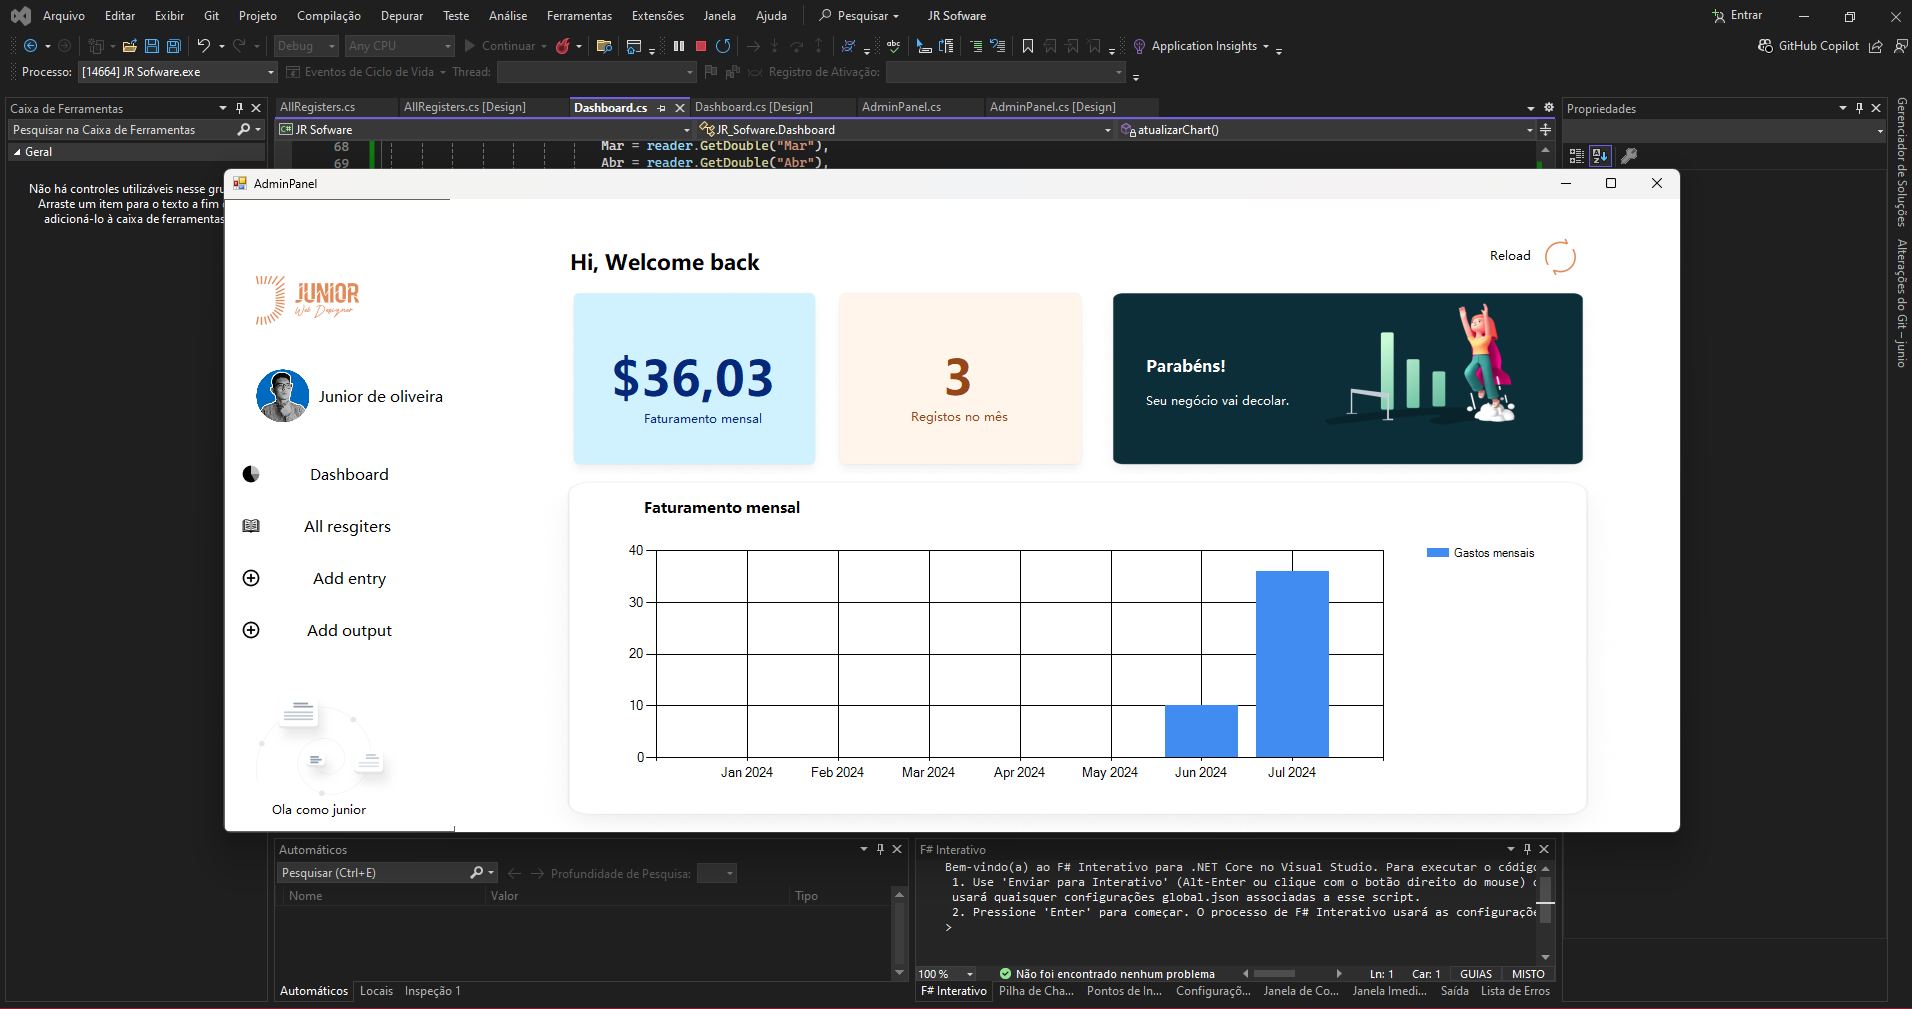 Arquivo Editar Exibir Git Projeto Compilação Depurar Teste Análise Ferramentas Extensões Janela Ajuda Pesquisar JR Sofware Entrar
Debug Any CPU Continuar Application Insights GitHub Copilot
Processo: [14664] JR Sofware.exe Eventos de Ciclo de Vida Thread: Registro de Ativação:
Caixa de Ferramentas
Pesquisar na Caixa de Ferramentas
Geral
Não há controles utilizáveis nesse gru
Arraste um item para o texto a fim
adicioná-lo à caixa de ferramentas
AllRegisters.cs AllRegisters.cs [Design] Dashboard.cs Dashboard.cs [Design] AdminPanel.cs AdminPanel.cs [Design]
C# JR Sofware JR_Sofware.Dashboard atualizarChart()
68 Mar = reader.GetDouble("Mar"),
69 Abr = reader.GetDouble("Abr"),
Propriedades
Gerenciador de Soluções
Alterações do Git – junio
AdminPanel
JUNIOR
Web Designer
Junior de oliveira
Dashboard
All resgiters
Add entry
Add output
Ola como junior
Hi, Welcome back
Reload
$36,03
Faturamento mensal
3
Registos no mês
Parabéns!
Seu negócio vai decolar.
Faturamento mensal
40
30
20
10
0
Jan 2024 Feb 2024 Mar 2024 Apr 2024 May 2024 Jun 2024 Jul 2024
Gastos mensais
Automáticos
Pesquisar (Ctrl+E) Profundidade de Pesquisa:
Nome Valor Tipo
Automáticos Locais Inspeção 1
F# Interativo
Bem-vindo(a) ao F# Interativo para .NET Core no Visual Studio. Para executar o código
1. Use 'Enviar para Interativo' (Alt-Enter ou clique com o botão direito do mouse)
usará quaisquer configurações global.json associadas a esse script.
2. Pressione 'Enter' para começar. O processo de F# Interativo usará as configuraçõe
>
100 % Não foi encontrado nenhum problema Ln: 1 Car: 1 GUIAS MISTO
F# Interativo Pilha de Cha... Pontos de In... Configuraçõ... Janela de Co... Janela Imedi... Saída Lista de Erros